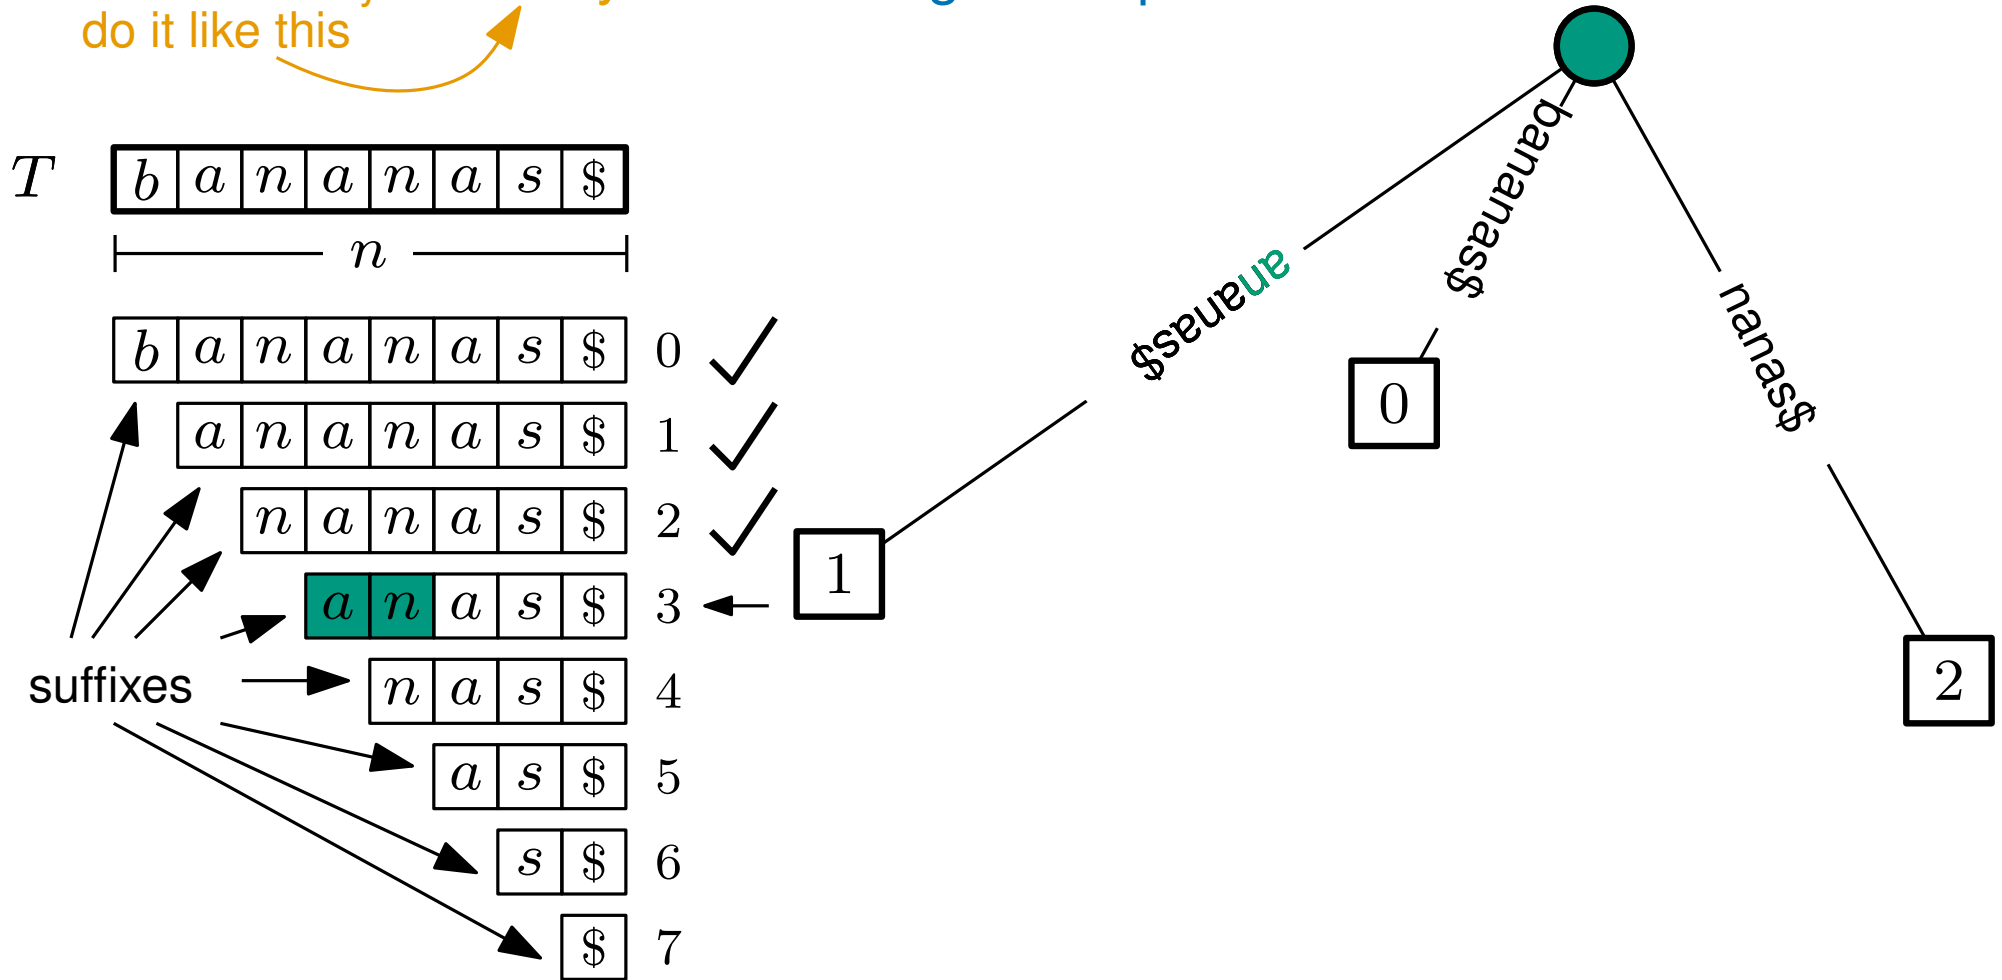 do it like this
T b a n a n a s $
n
b a n a n a s $ 0
a n a n a s $ 1
n a n a s $ 2
a n a s $ 3
n a s $ 4
a s $ 5
s $ 6
$ 7
suffixes
ananas$
bananas$
nanas$
1
0
2